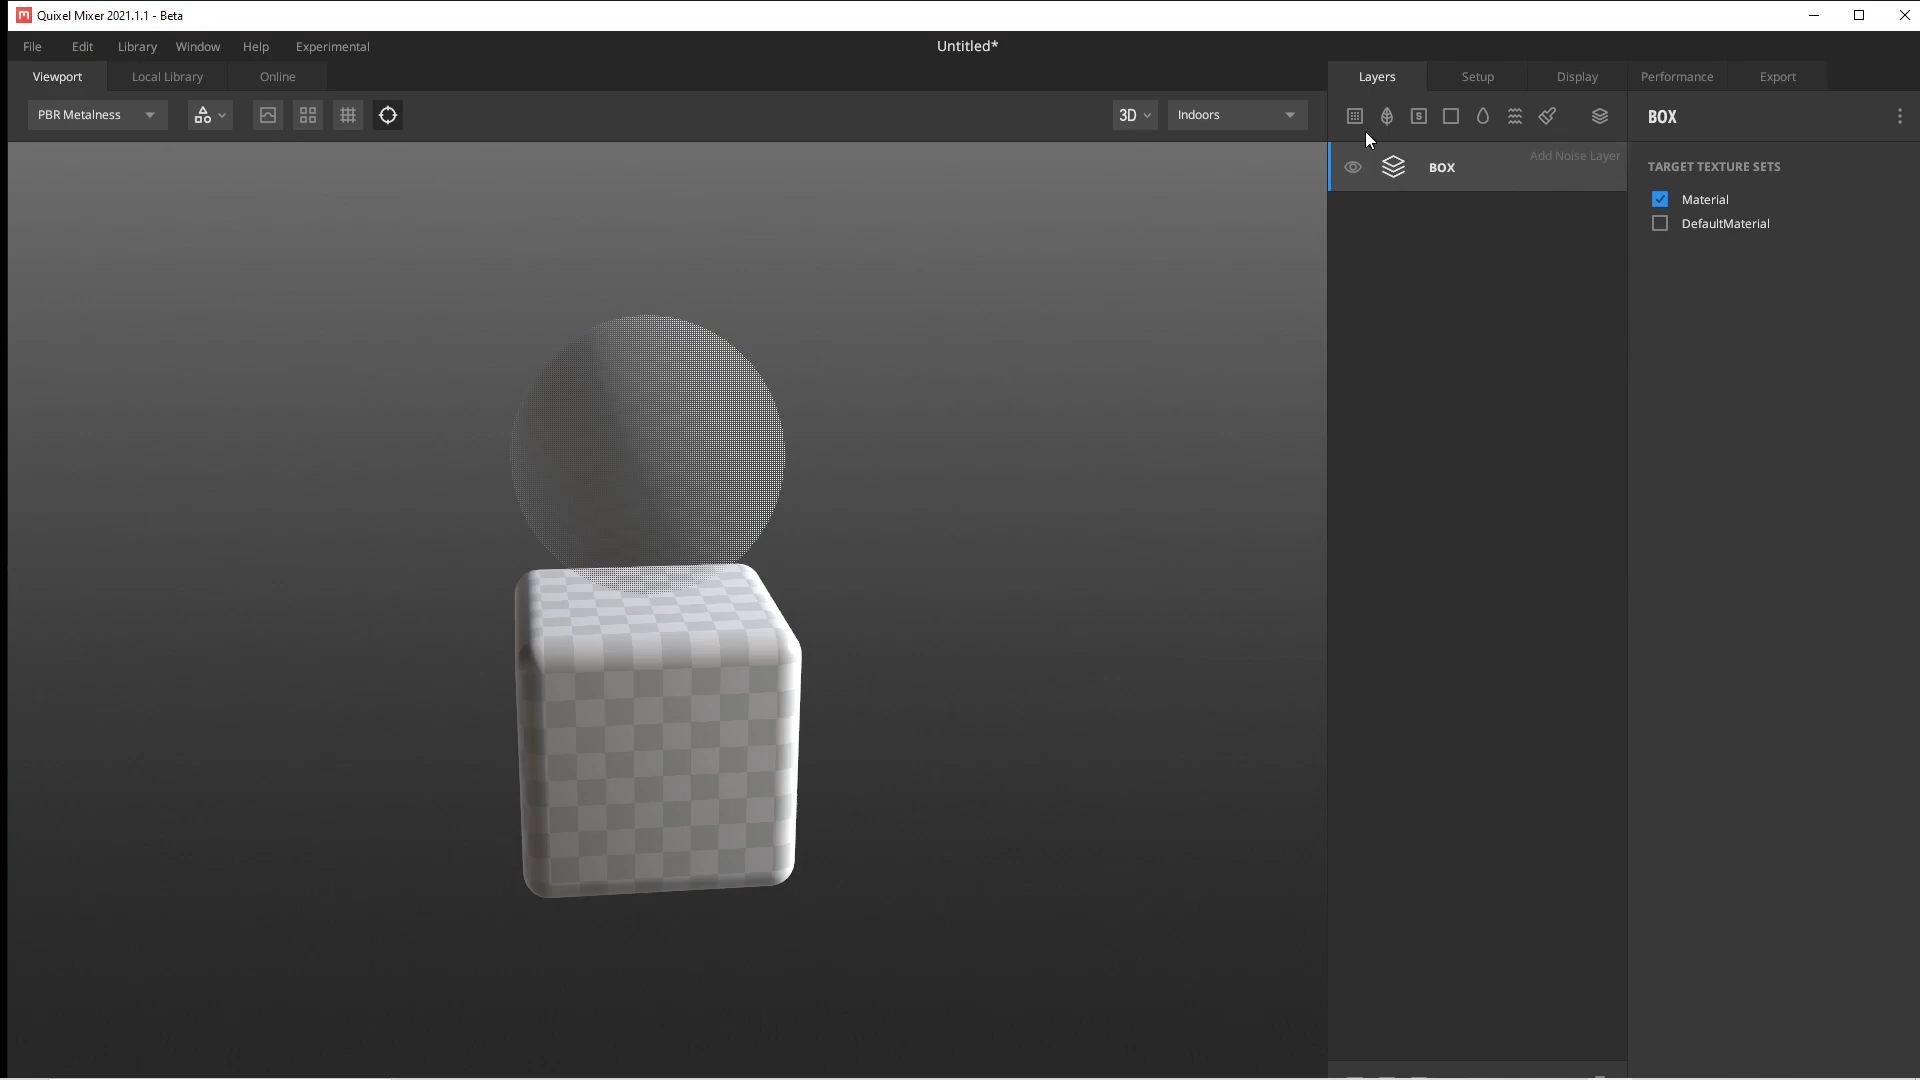 Quixel Mixer 2021.1.1 - Beta
File Edit Library Window Help Experimental
Untitled*
Viewport Local Library Online
Layers Setup Display Performance Export
PBR Metalness
3D
Indoors
S
BOX
BOX
Add Noise Layer
TARGET TEXTURE SETS
Material
DefaultMaterial